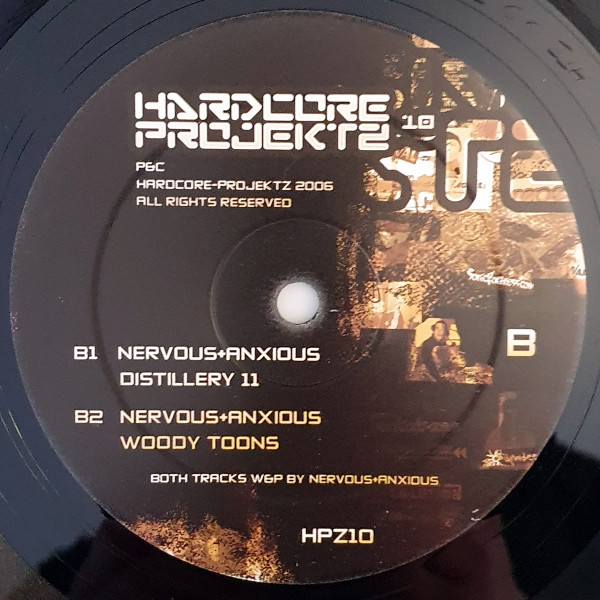 HARDCORE
PROJEKTZ 10
P&C
HARDCORE-PROJEKTZ 2006
ALL RIGHTS RESERVED
B
B1 NERVOUS+ANXIOUS
DISTILLERY 11
B2 NERVOUS+ANXIOUS
WOODY TOONS
BOTH TRACKS W&P BY NERVOUS+ANXIOUS
HPZ10